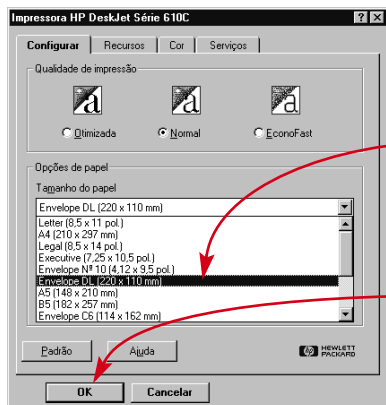 Impressora HP DeskJet Série 610C
Configurar Recursos Cor Serviços
Qualidade de impressão
a a a
Otimizada Normal EconoFast
Opções de papel
Tamanho do papel
Envelope DL (220 x 110 mm)
Letter (8,5 x 11 pol.)
A4 (210 x 297 mm)
Legal (8,5 x 14 pol.)
Executive (7,25 x 10,5 pol.)
Envelope Nº 10 (4,12 x 9,5 pol.)
Envelope DL (220 x 110 mm)
A5 (148 x 210 mm)
B5 (182 x 257 mm)
Envelope C6 (114 x 162 mm)
Padrão Ajuda hp HEWLETT
PACKARD
OK Cancelar